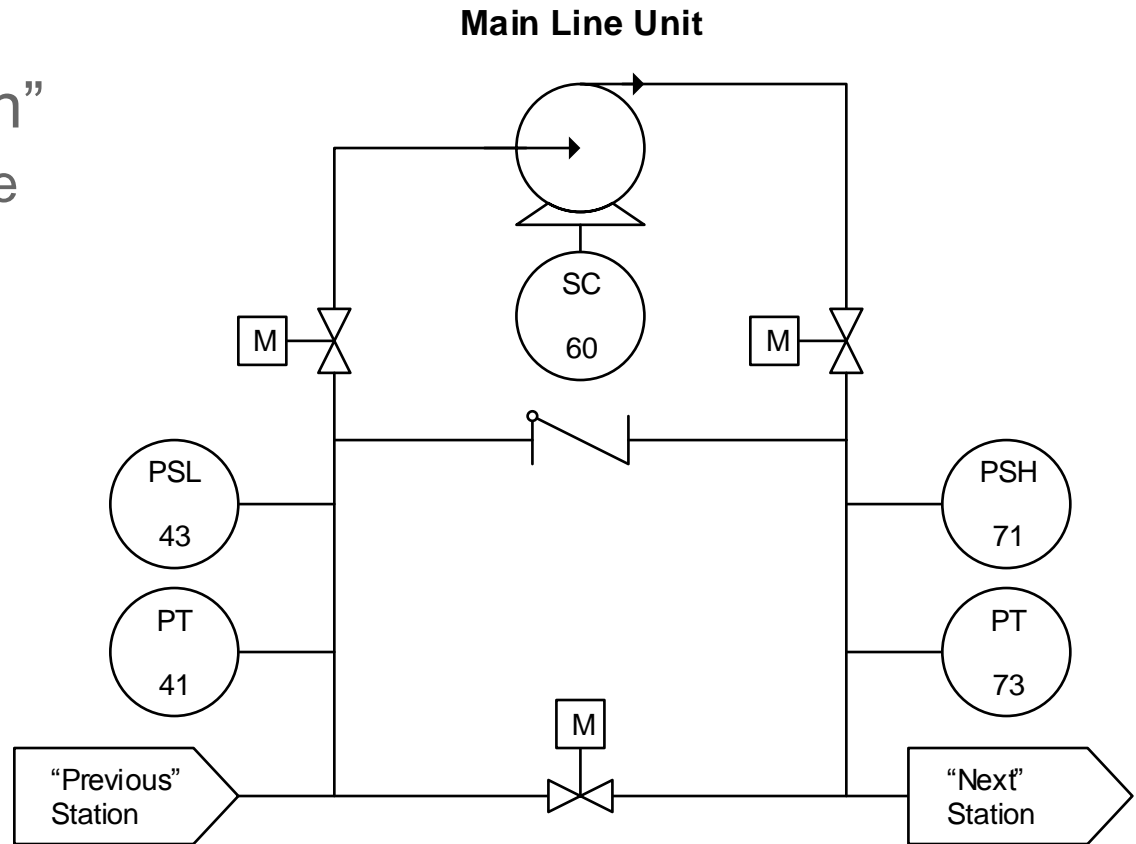 Main Line Unit
n”
e
SC
60
M
M
PSL
43
PSH
71
PT
41
PT
73
M
“Previous”
Station
“Next”
Station